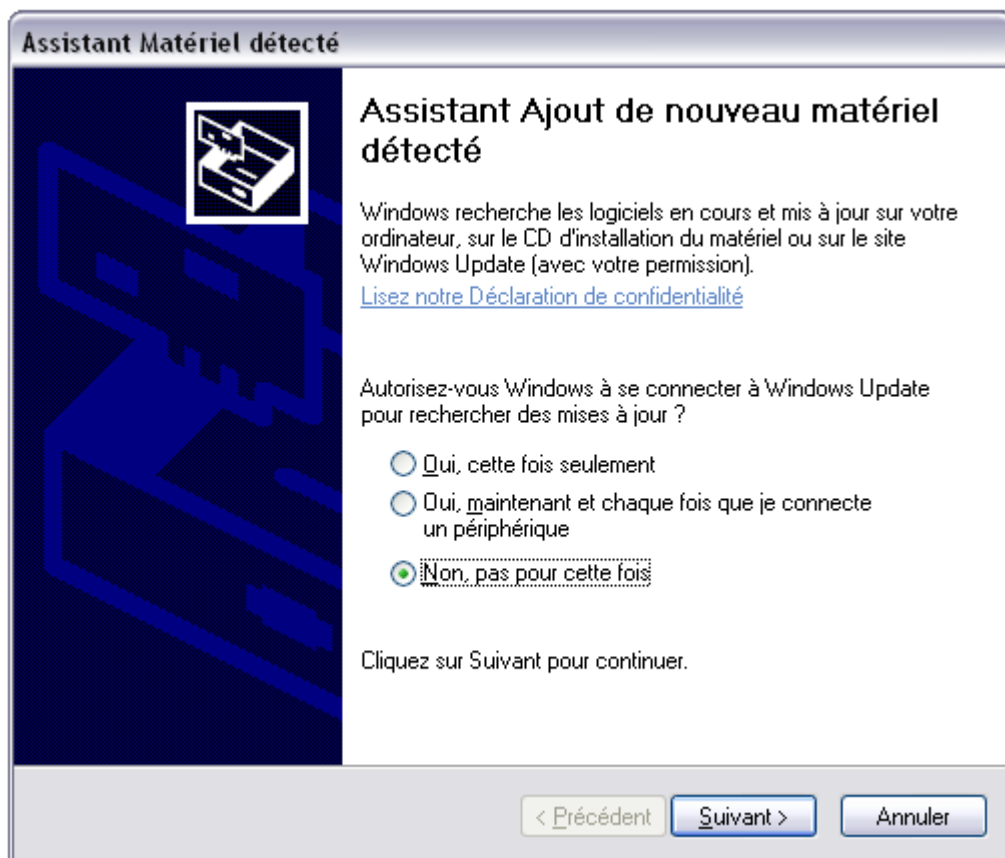 Assistant Matériel détecté
Assistant Ajout de nouveau matériel
détecté
Windows recherche les logiciels en cours et mis à jour sur votre
ordinateur, sur le CD d'installation du matériel ou sur le site
Windows Update (avec votre permission).
Lisez notre Déclaration de confidentialité
Autorisez-vous Windows à se connecter à Windows Update
pour rechercher des mises à jour ?
Oui, cette fois seulement
Oui, maintenant et chaque fois que je connecte
un périphérique
Non, pas pour cette fois
Cliquez sur Suivant pour continuer.
< Précédent
Suivant >
Annuler